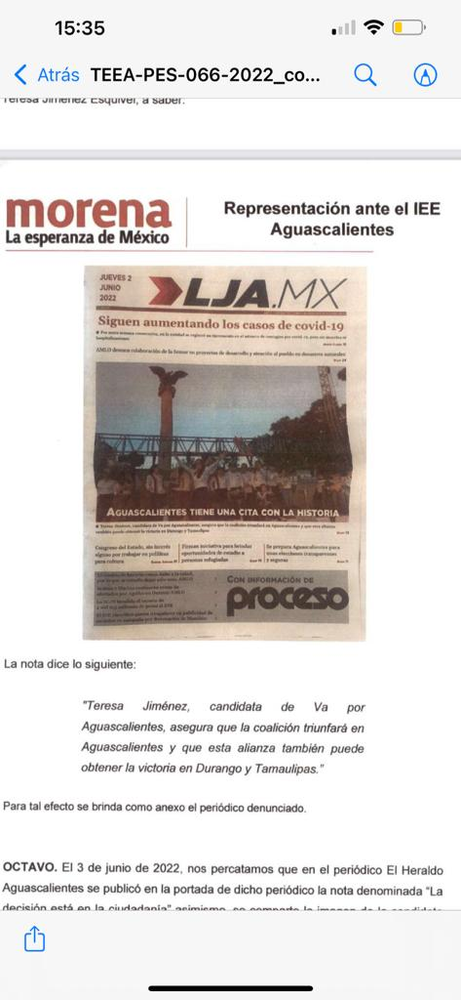 15:35
Atrás TEEA-PES-066-2022_co...
Teresa Jiménez Esquivel, a saber:
morena
La esperanza de México
Representación ante el IEE
Aguascalientes
JUEVES 2
JUNIO
2022
LJA.MX
Siguen aumentando los casos de covid-19
AGUASCALIENTES TIENE UNA CITA CON LA HISTORIA
Teresa Jiménez, candidata de Va por Aguascalientes, asegura que la coalición triunfará en Aguascalientes y que esta alianza
también puede obtener la victoria en Durango y Tamaulipas
Congreso del Estado, sin interés
alguno por trabajar en políticas
para cultura
Firman iniciativa para brindar
oportunidades de estudio a
personas refugiadas
Se prepara Aguascalientes para
unas elecciones transparentes
y seguras
CON INFORMACIÓN DE
proceso
La nota dice lo siguiente:
"Teresa Jiménez, candidata de Va por
Aguascalientes, asegura que la coalición triunfará en
Aguascalientes y que esta alianza también puede
obtener la victoria en Durango y Tamaulipas."
Para tal efecto se brinda como anexo el periódico denunciado.
OCTAVO. El 3 de junio de 2022, nos percatamos que en el periódico El Heraldo
Aguascalientes se publicó en la portada de dicho periódico la nota denominada "La
decisión está en la ciudadanía" asimismo, se comparte la imagen de la candidata